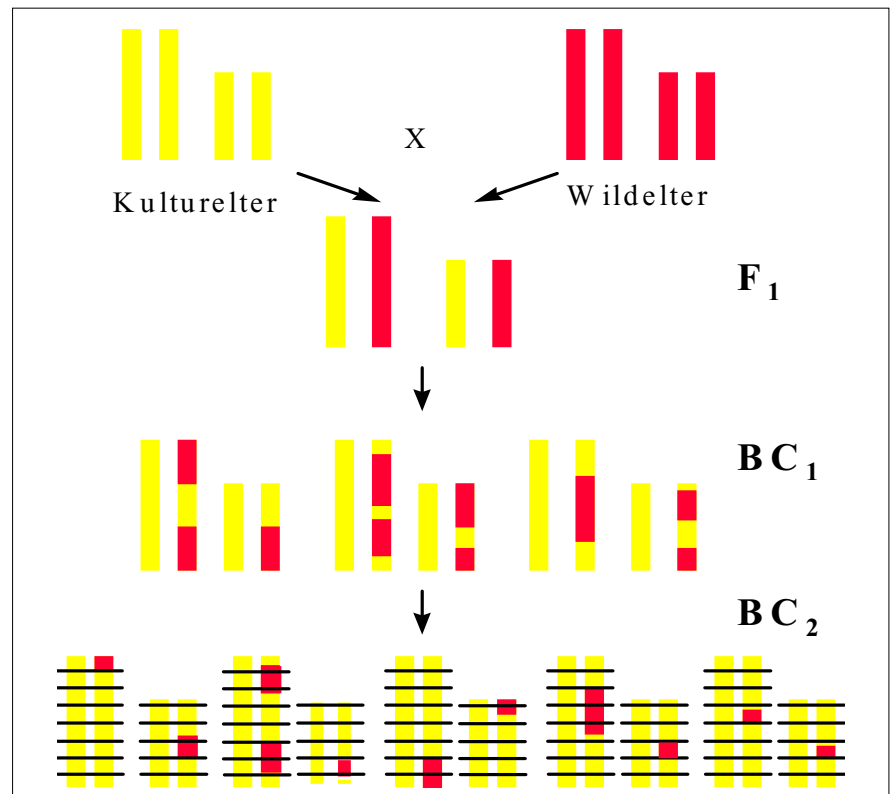 X
Kulturelter
Wildelter
F₁
BC₁
BC₂